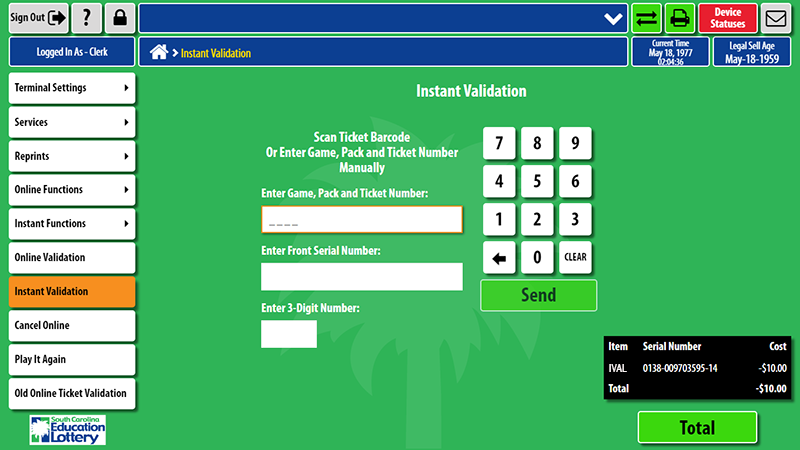 Sign Out
?
Device
Statuses
Logged In As - Clerk
> Instant Validation
Current Time
May 18, 1977
02:04:36
Legal Sell Age
May-18-1959
Terminal Settings
Services
Reprints
Online Functions
Instant Functions
Online Validation
Instant Validation
Cancel Online
Play It Again
Old Online Ticket Validation
South Carolina
Education
Lottery
Instant Validation
Scan Ticket Barcode
Or Enter Game, Pack and Ticket Number
Manually
Enter Game, Pack and Ticket Number:
_ _ _ _
Enter Front Serial Number:
Enter 3-Digit Number:
7 8 9
4 5 6
1 2 3
0 CLEAR
Send
Item Serial Number Cost
IVAL 0138-009703595-14 -$10.00
Total -$10.00
Total